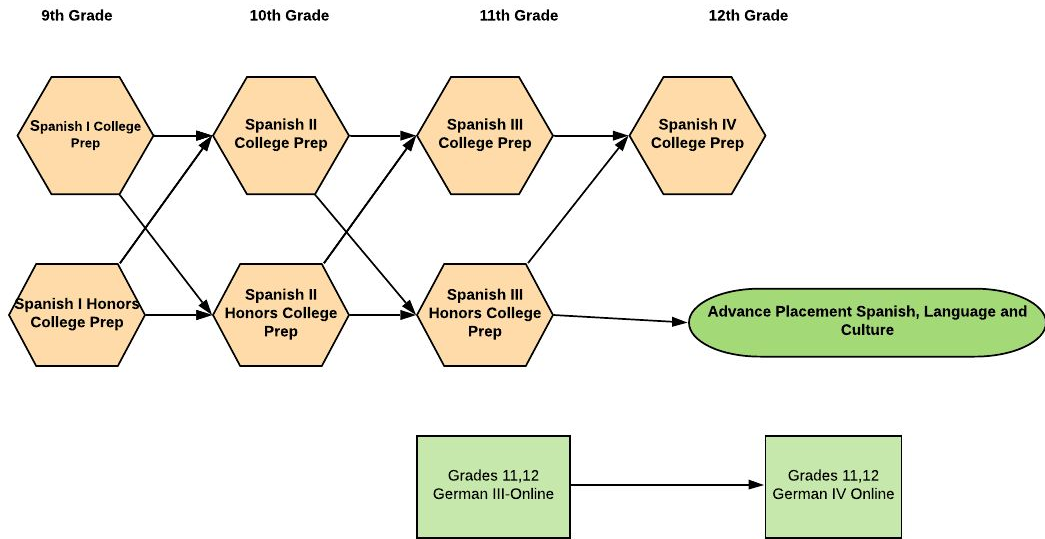 9th Grade
10th Grade
11th Grade
12th Grade
Spanish I College
Prep
Spanish II
College Prep
Spanish III
College Prep
Spanish IV
College Prep
Spanish I Honors
College Prep
Spanish II
Honors College
Prep
Spanish III
Honors College
Prep
Advance Placement Spanish, Language and
Culture
Grades 11,12
German III-Online
Grades 11,12
German IV Online